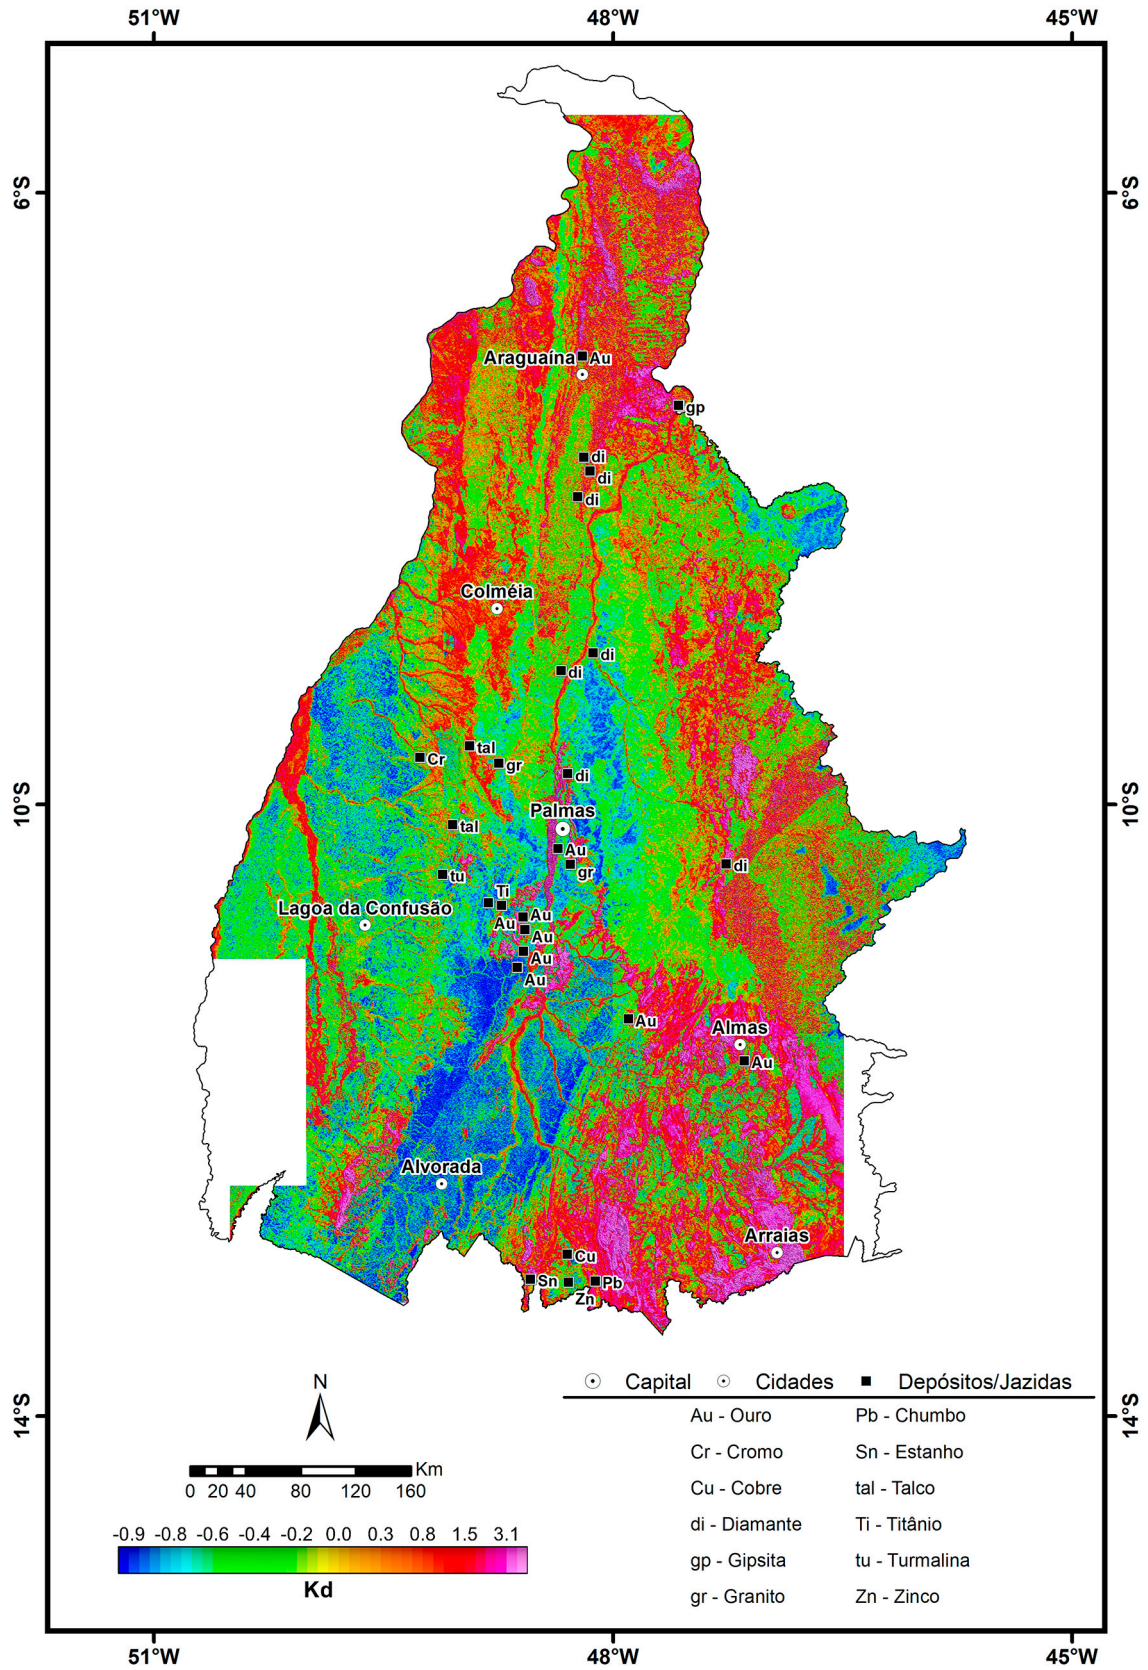 51°W 48°W 45°W
6°S 6°S
Araguaína Au
gp
di
di
di
Colméia
di
di
tal
Cr
gr
di
Palmas
10°S 10°S
tal
Au
di
gr
tu
Ti
Lagoa da Confusão
Au
Au
Au
Au
Au
Au
Almas
Au
Alvorada
Arraias
Cu
Sn
Pb
Zn
N
Capital Cidades Depósitos/Jazidas
Au - Ouro Pb - Chumbo
14°S 14°S
Cr - Cromo Sn - Estanho
Km
Cu - Cobre tal - Talco
0 20 40 80 120 160
di - Diamante Ti - Titânio
-0.9 -0.8 -0.6 -0.4 -0.2 0.0 0.3 0.8 1.5 3.1
gp - Gipsita tu - Turmalina
Kd
gr - Granito Zn - Zinco
51°W 48°W 45°W